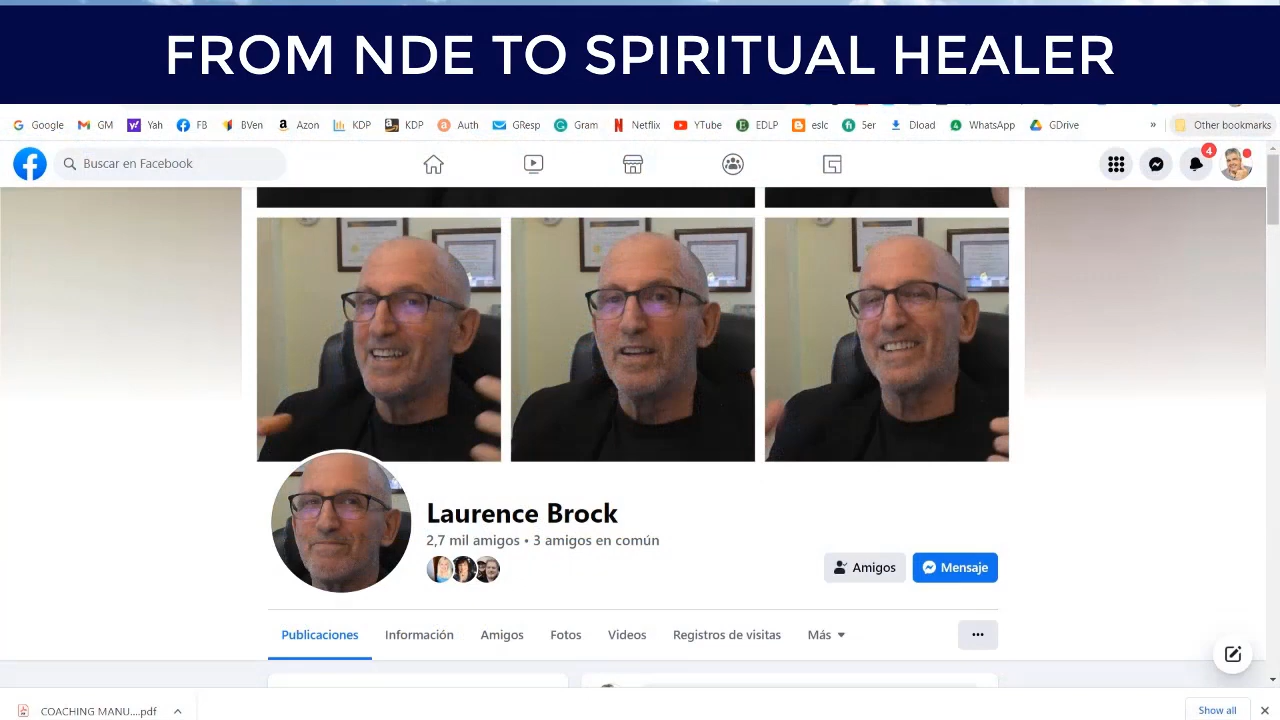 FROM NDE TO SPIRITUAL HEALER
Google GM Yah FB BVen Azon KDP KDP Auth GResp Gram Netflix YTube EDLP eslc 5er Dload WhatsApp GDrive » Other bookmarks
Buscar en Facebook
4
Laurence Brock
2,7 mil amigos • 3 amigos en común
Amigos Mensaje
Publicaciones Información Amigos Fotos Videos Registros de visitas Más
COACHING MANU....pdf Show all